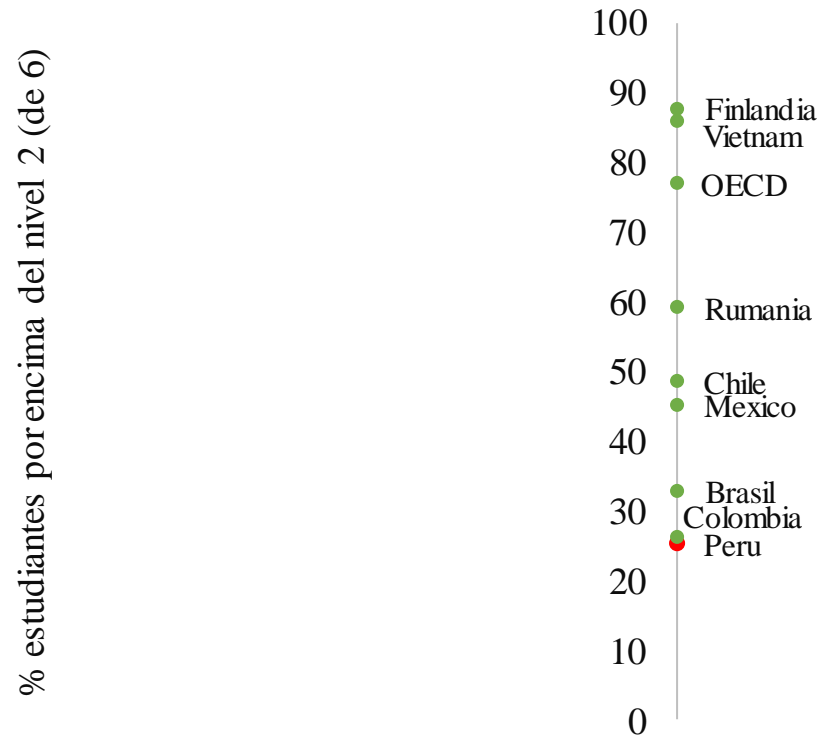 % estudiantes por encima del nivel 2 (de 6)
100
90
80
70
60
50
40
30
20
10
0
Finlandia
Vietnam
OECD
Rumania
Chile
Mexico
Brasil
Colombia
Peru